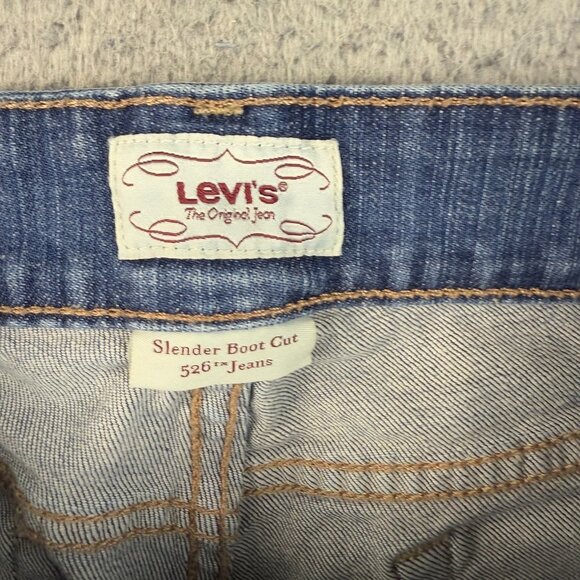 Levi's®
The Original Jean
Slender Boot Cut
526™ Jeans